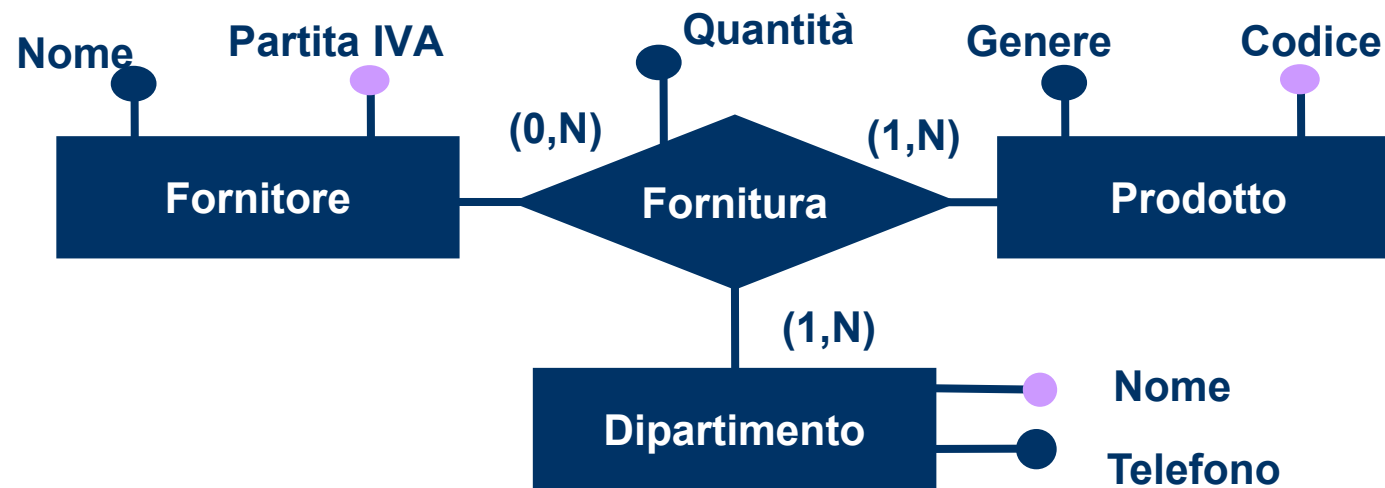 Nome
Partita IVA
Quantità
Genere
Codice
(0,N)
(1,N)
Fornitore
Fornitura
Prodotto
(1,N)
Dipartimento
Nome
Telefono